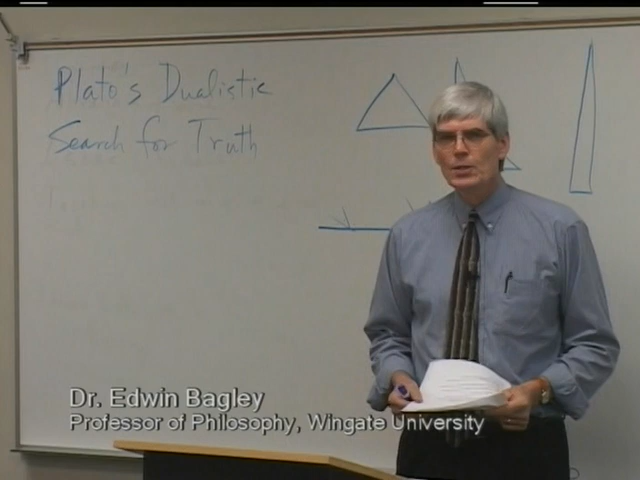 Plato's Dualistic
Search for Truth
Dr. Edwin Bagley
Professor of Philosophy, Wingate University